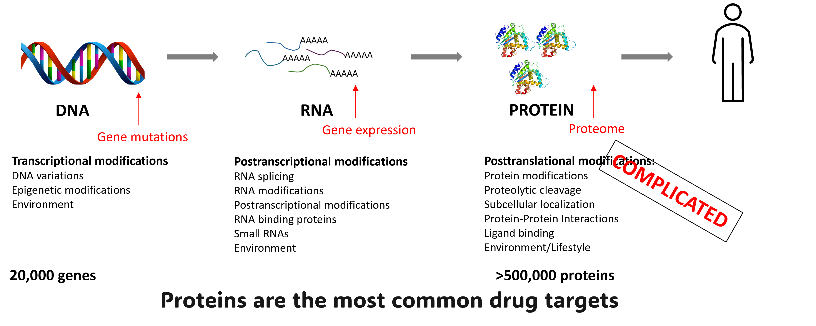 AAAAA
AAAAA
AAAAA
AAAAA
DNA
RNA
PROTEIN
Gene mutations
Gene expression
Proteome
Transcriptional modifications
DNA variations
Epigenetic modifications
Environment
Postranscriptional modifications
RNA splicing
RNA modifications
Postranscriptional modifications
RNA binding proteins
Small RNAs
Environment
Posttranslational modifications:
Protein modifications
Proteolytic cleavage
Subcellular localization
Protein-Protein Interactions
Ligand binding
Environment/Lifestyle
COMPLICATED
20,000 genes
>500,000 proteins
Proteins are the most common drug targets